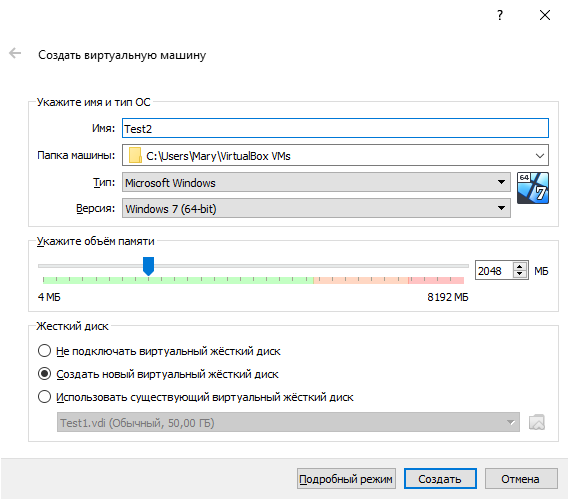 ?
Создать виртуальную машину
Укажите имя и тип ОС
Имя: Test2
Папка машины: C:\Users\Mary\VirtualBox VMs
Тип: Microsoft Windows
64
7
Версия: Windows 7 (64-bit)
Укажите объём памяти
2048 МБ
4 МБ 8192 МБ
Жесткий диск
Не подключать виртуальный жёсткий диск
Создать новый виртуальный жёсткий диск
Использовать существующий виртуальный жёсткий диск
Test1.vdi (Обычный, 50,00 ГБ)
Подробный режим Создать Отмена